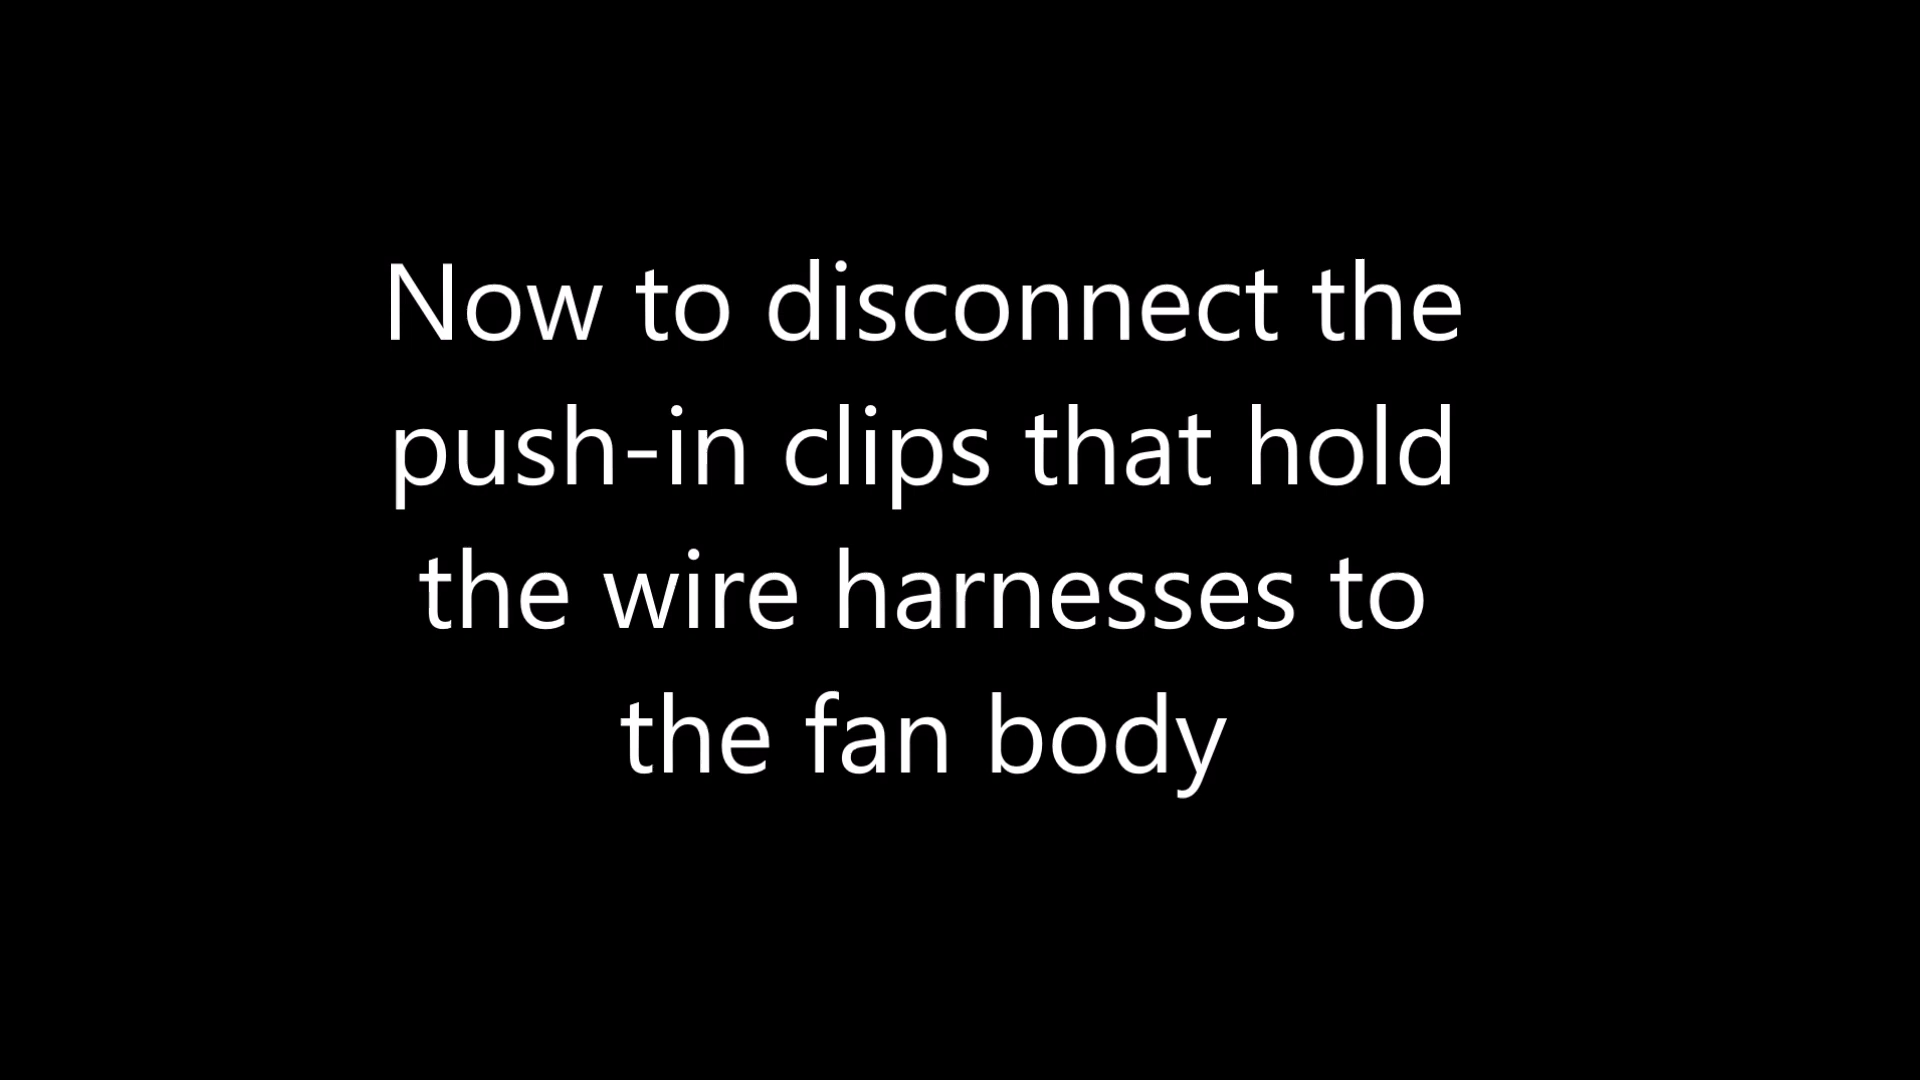 Now to disconnect the
push-in clips that hold
the wire harnesses to
the fan body